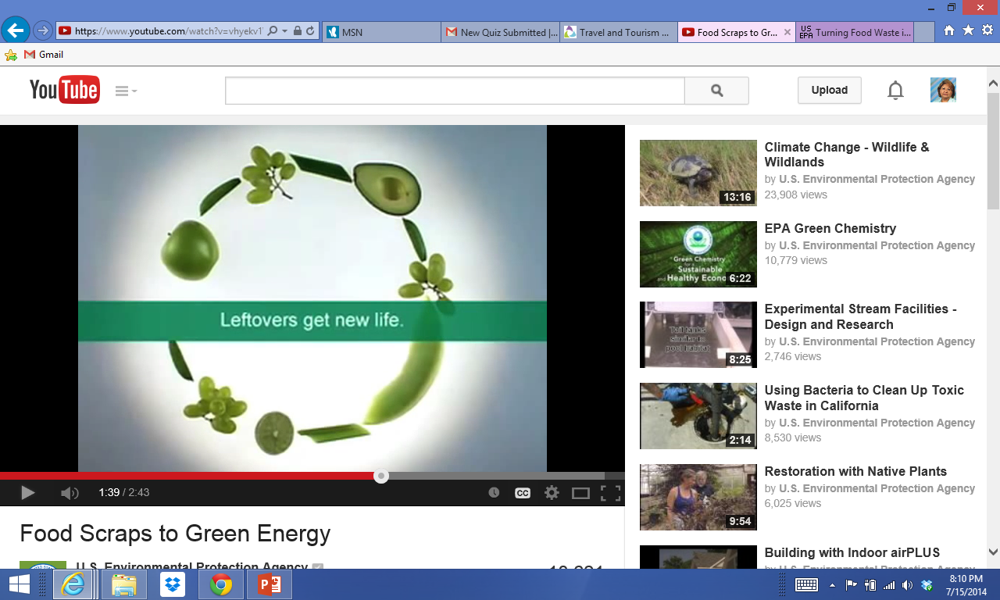 https://www.youtube.com/watch?v=vhyekv1
MSN
New Quiz Submitted |...
Travel and Tourism ...
Food Scraps to Gr...
US EPA Turning Food Waste i...
Gmail
YouTube
Upload
Leftovers get new life.
1:39 / 2:43
CC
Food Scraps to Green Energy
U.S. Environmental Protection Agency
13:16
Climate Change - Wildlife &
Wildlands
by U.S. Environmental Protection Agency
23,908 views
Green Chemistry
for a
Sustainable
and Healthy Econo
6:22
EPA Green Chemistry
by U.S. Environmental Protection Agency
10,779 views
Tail tanks
similar to
pool habitat
8:25
Experimental Stream Facilities -
Design and Research
by U.S. Environmental Protection Agency
2,746 views
2:14
Using Bacteria to Clean Up Toxic
Waste in California
by U.S. Environmental Protection Agency
8,530 views
9:54
Restoration with Native Plants
by U.S. Environmental Protection Agency
6,025 views
Building with Indoor airPLUS
by U.S. Environmental Protection Agency
8:10 PM
7/15/2014